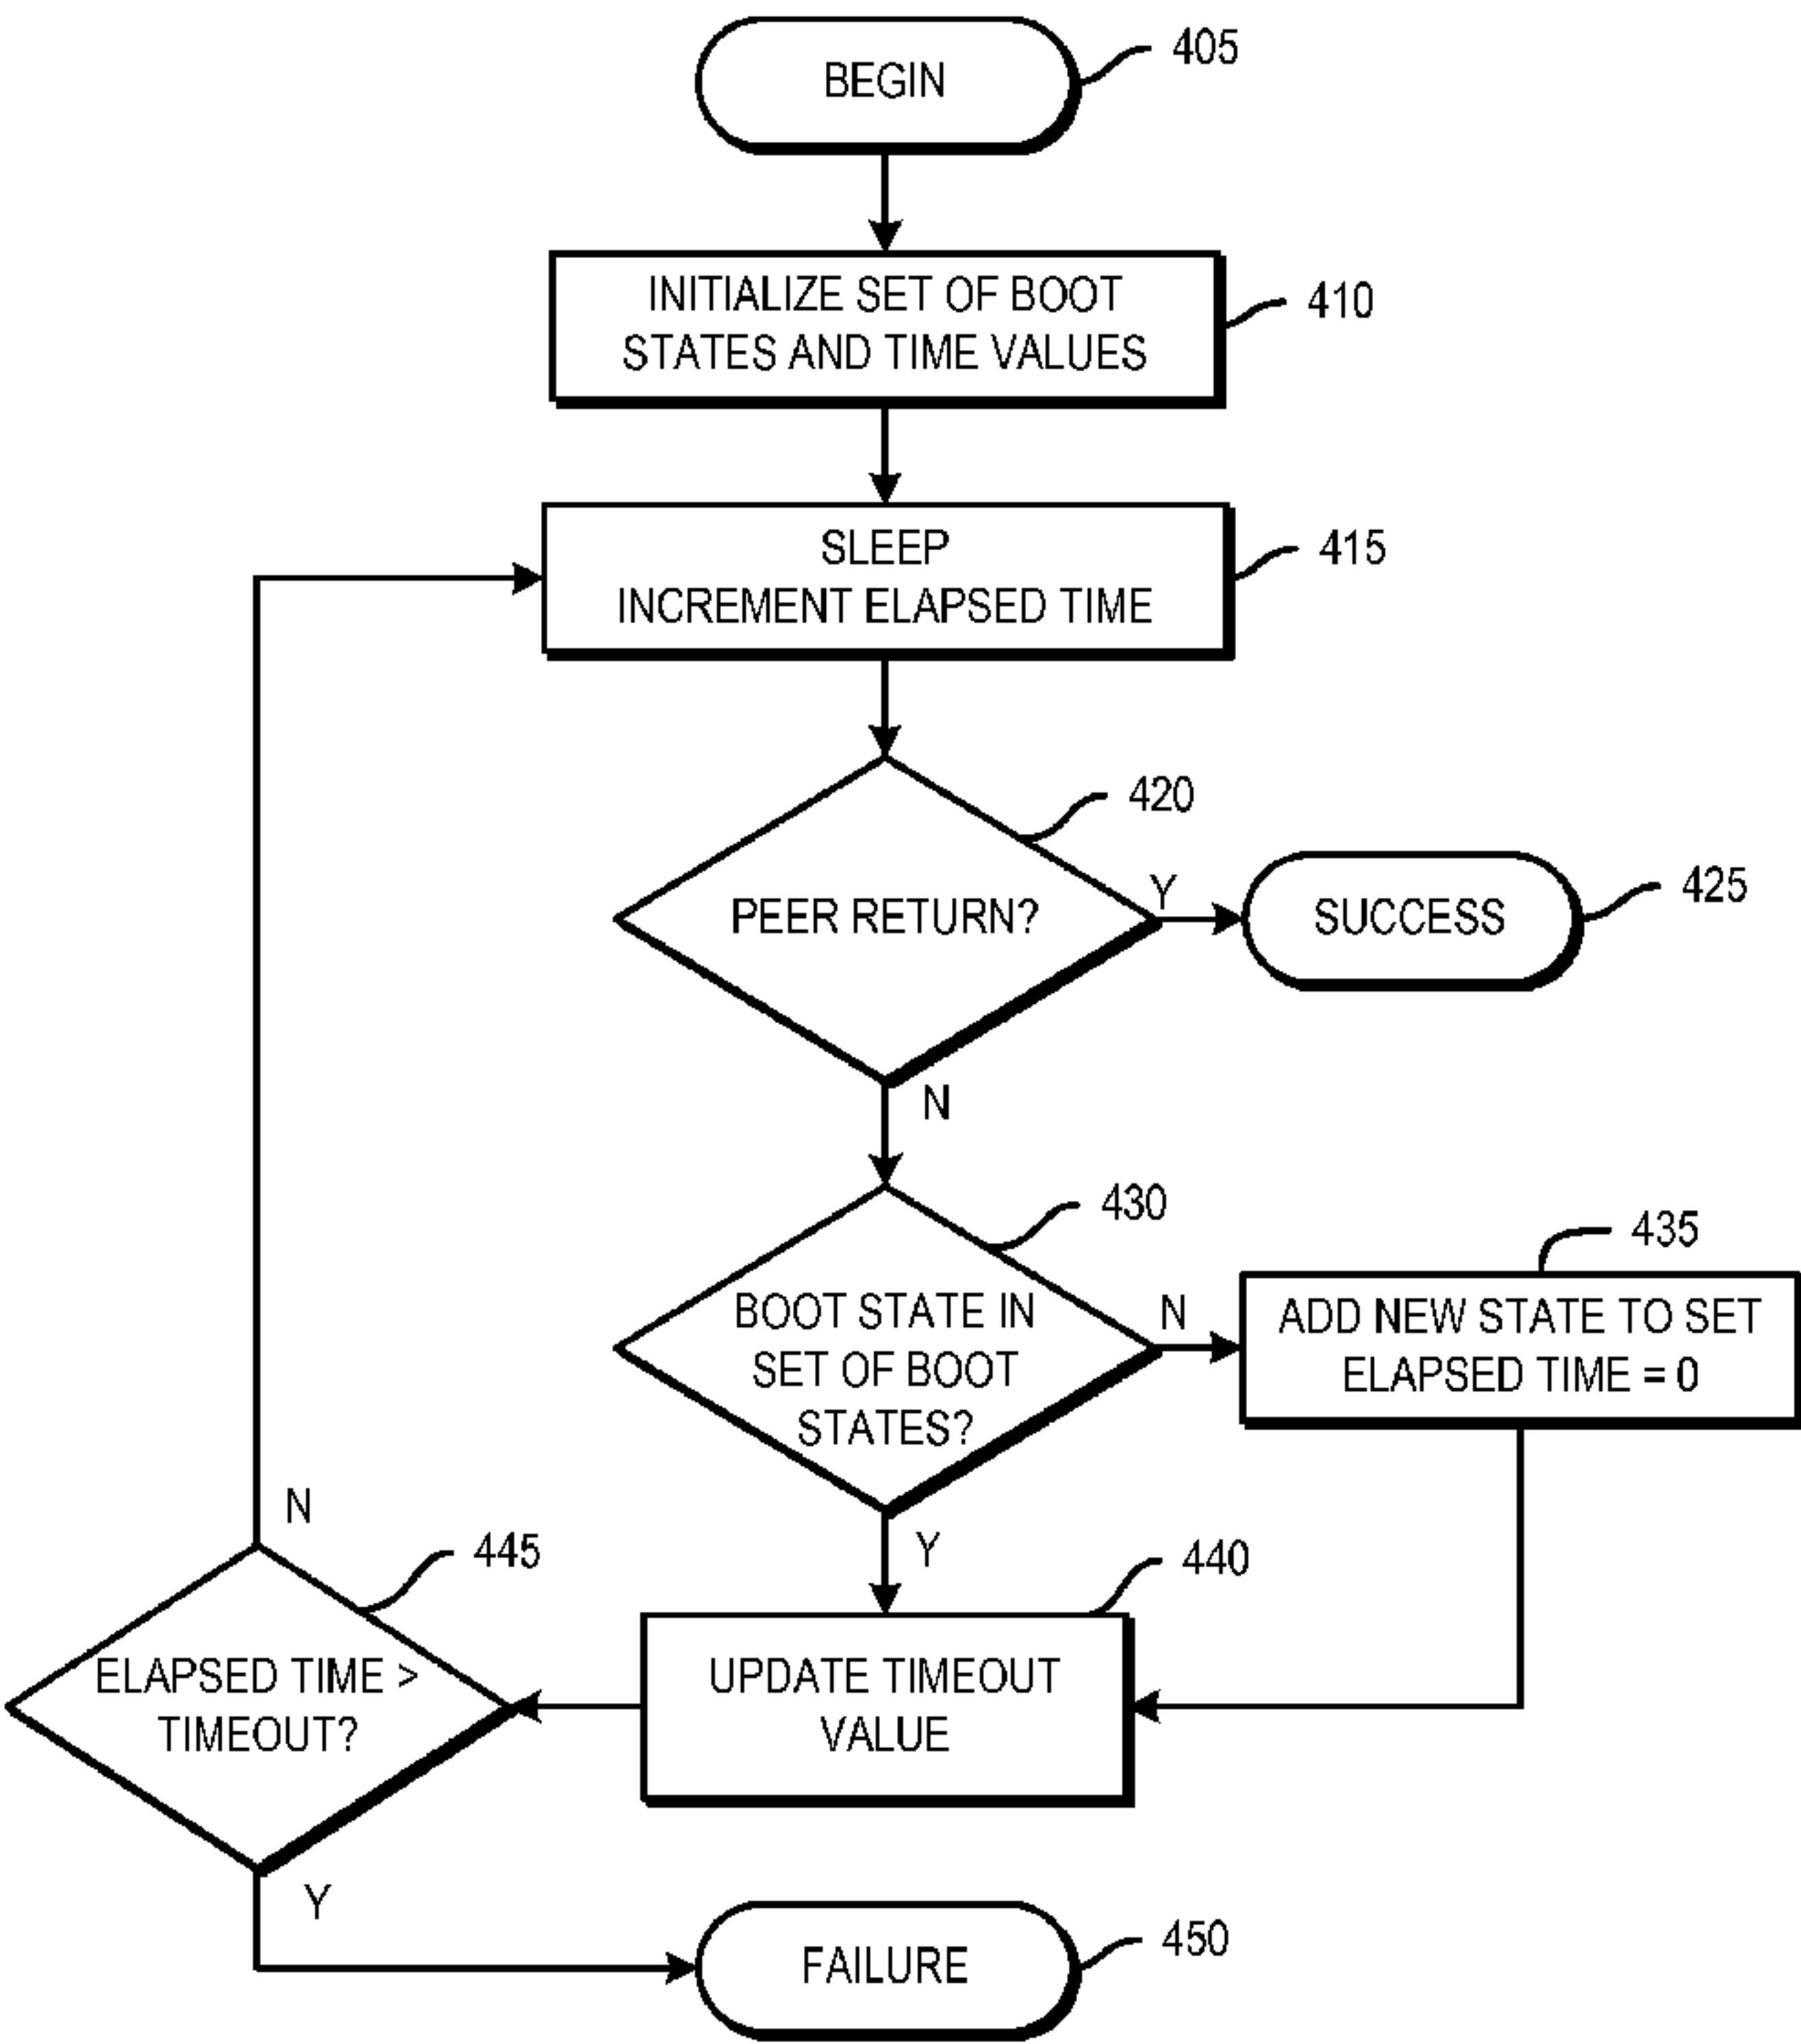 BEGIN
405
INITIALIZE SET OF BOOT
STATES AND TIME VALUES
410
SLEEP
INCREMENT ELAPSED TIME
415
420
PEER RETURN?
Y
SUCCESS
425
N
430
BOOT STATE IN
SET OF BOOT
STATES?
N
435
ADD NEW STATE TO SET
ELAPSED TIME = 0
Y
440
UPDATE TIMEOUT
VALUE
N
445
ELAPSED TIME >
TIMEOUT?
Y
FAILURE
450